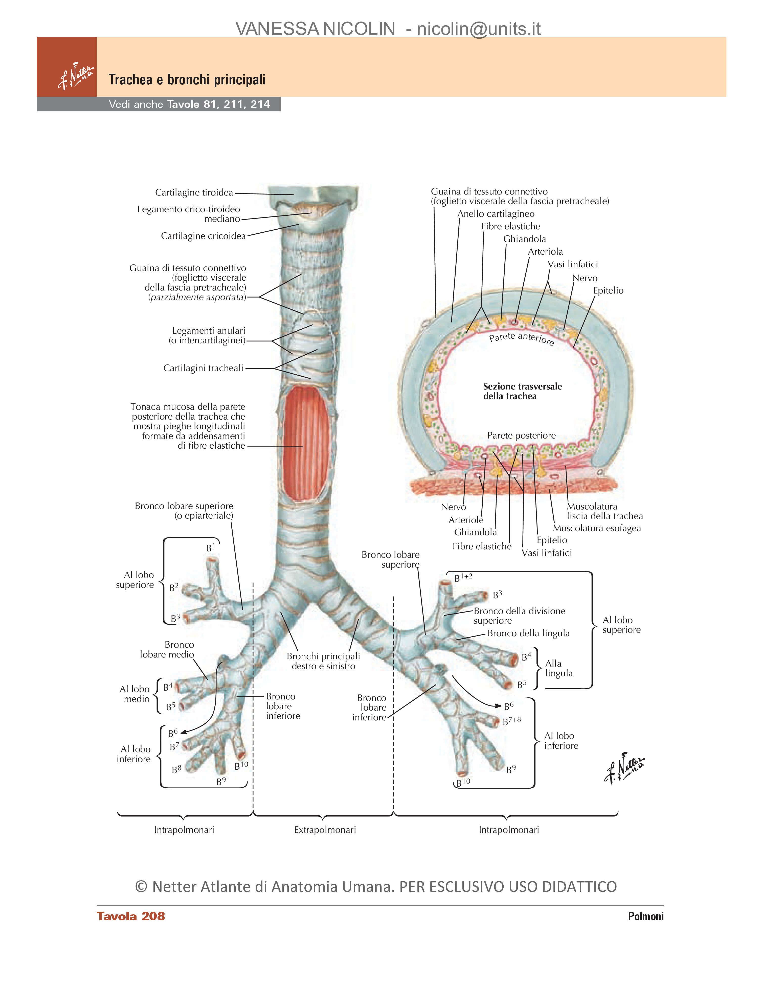 VANESSA NICOLIN - nicolin@units.it
f. Netter
M.D.
Trachea e bronchi principali
Vedi anche Tavole 81, 211, 214
Cartilagine tiroidea
Legamento crico-tiroideo
mediano
Cartilagine cricoidea
Guaina di tessuto connettivo
(foglietto viscerale
della fascia pretracheale)
(parzialmente asportata)
Legamenti anulari
(o intercartilaginei)
Cartilagini tracheali
Tonaca mucosa della parete
posteriore della trachea che
mostra pieghe longitudinali
formate da addensamenti
di fibre elastiche
Guaina di tessuto connettivo
(foglietto viscerale della fascia pretracheale)
Anello cartilagineo
Fibre elastiche
Ghiandola
Arteriola
Vasi linfatici
Nervo
Epitelio
Parete anteriore
Sezione trasversale
della trachea
Parete posteriore
Nervo
Arteriole
Ghiandola
Fibre elastiche
Muscolatura
liscia della trachea
Muscolatura esofagea
Epitelio
Vasi linfatici
Bronco lobare superiore
(o epiarteriale)
B1
Al lobo
superiore
B2
B3
Bronco
lobare medio
Al lobo
medio
B4
B5
B6
B7
Al lobo
inferiore
B8
B9
B10
Bronchi principali
destro e sinistro
Bronco
lobare
inferiore
Bronco lobare
superiore
B1+2
B3
Bronco della divisione
superiore
Bronco della lingula
Al lobo
superiore
B4
Alla
lingula
B5
Bronco
lobare
inferiore
B6
B7+8
Al lobo
inferiore
B9
B10
f. Netter
M.D.
Intrapolmonari
Extrapolmonari
Intrapolmonari
© Netter Atlante di Anatomia Umana. PER ESCLUSIVO USO DIDATTICO
Tavola 208
Polmoni